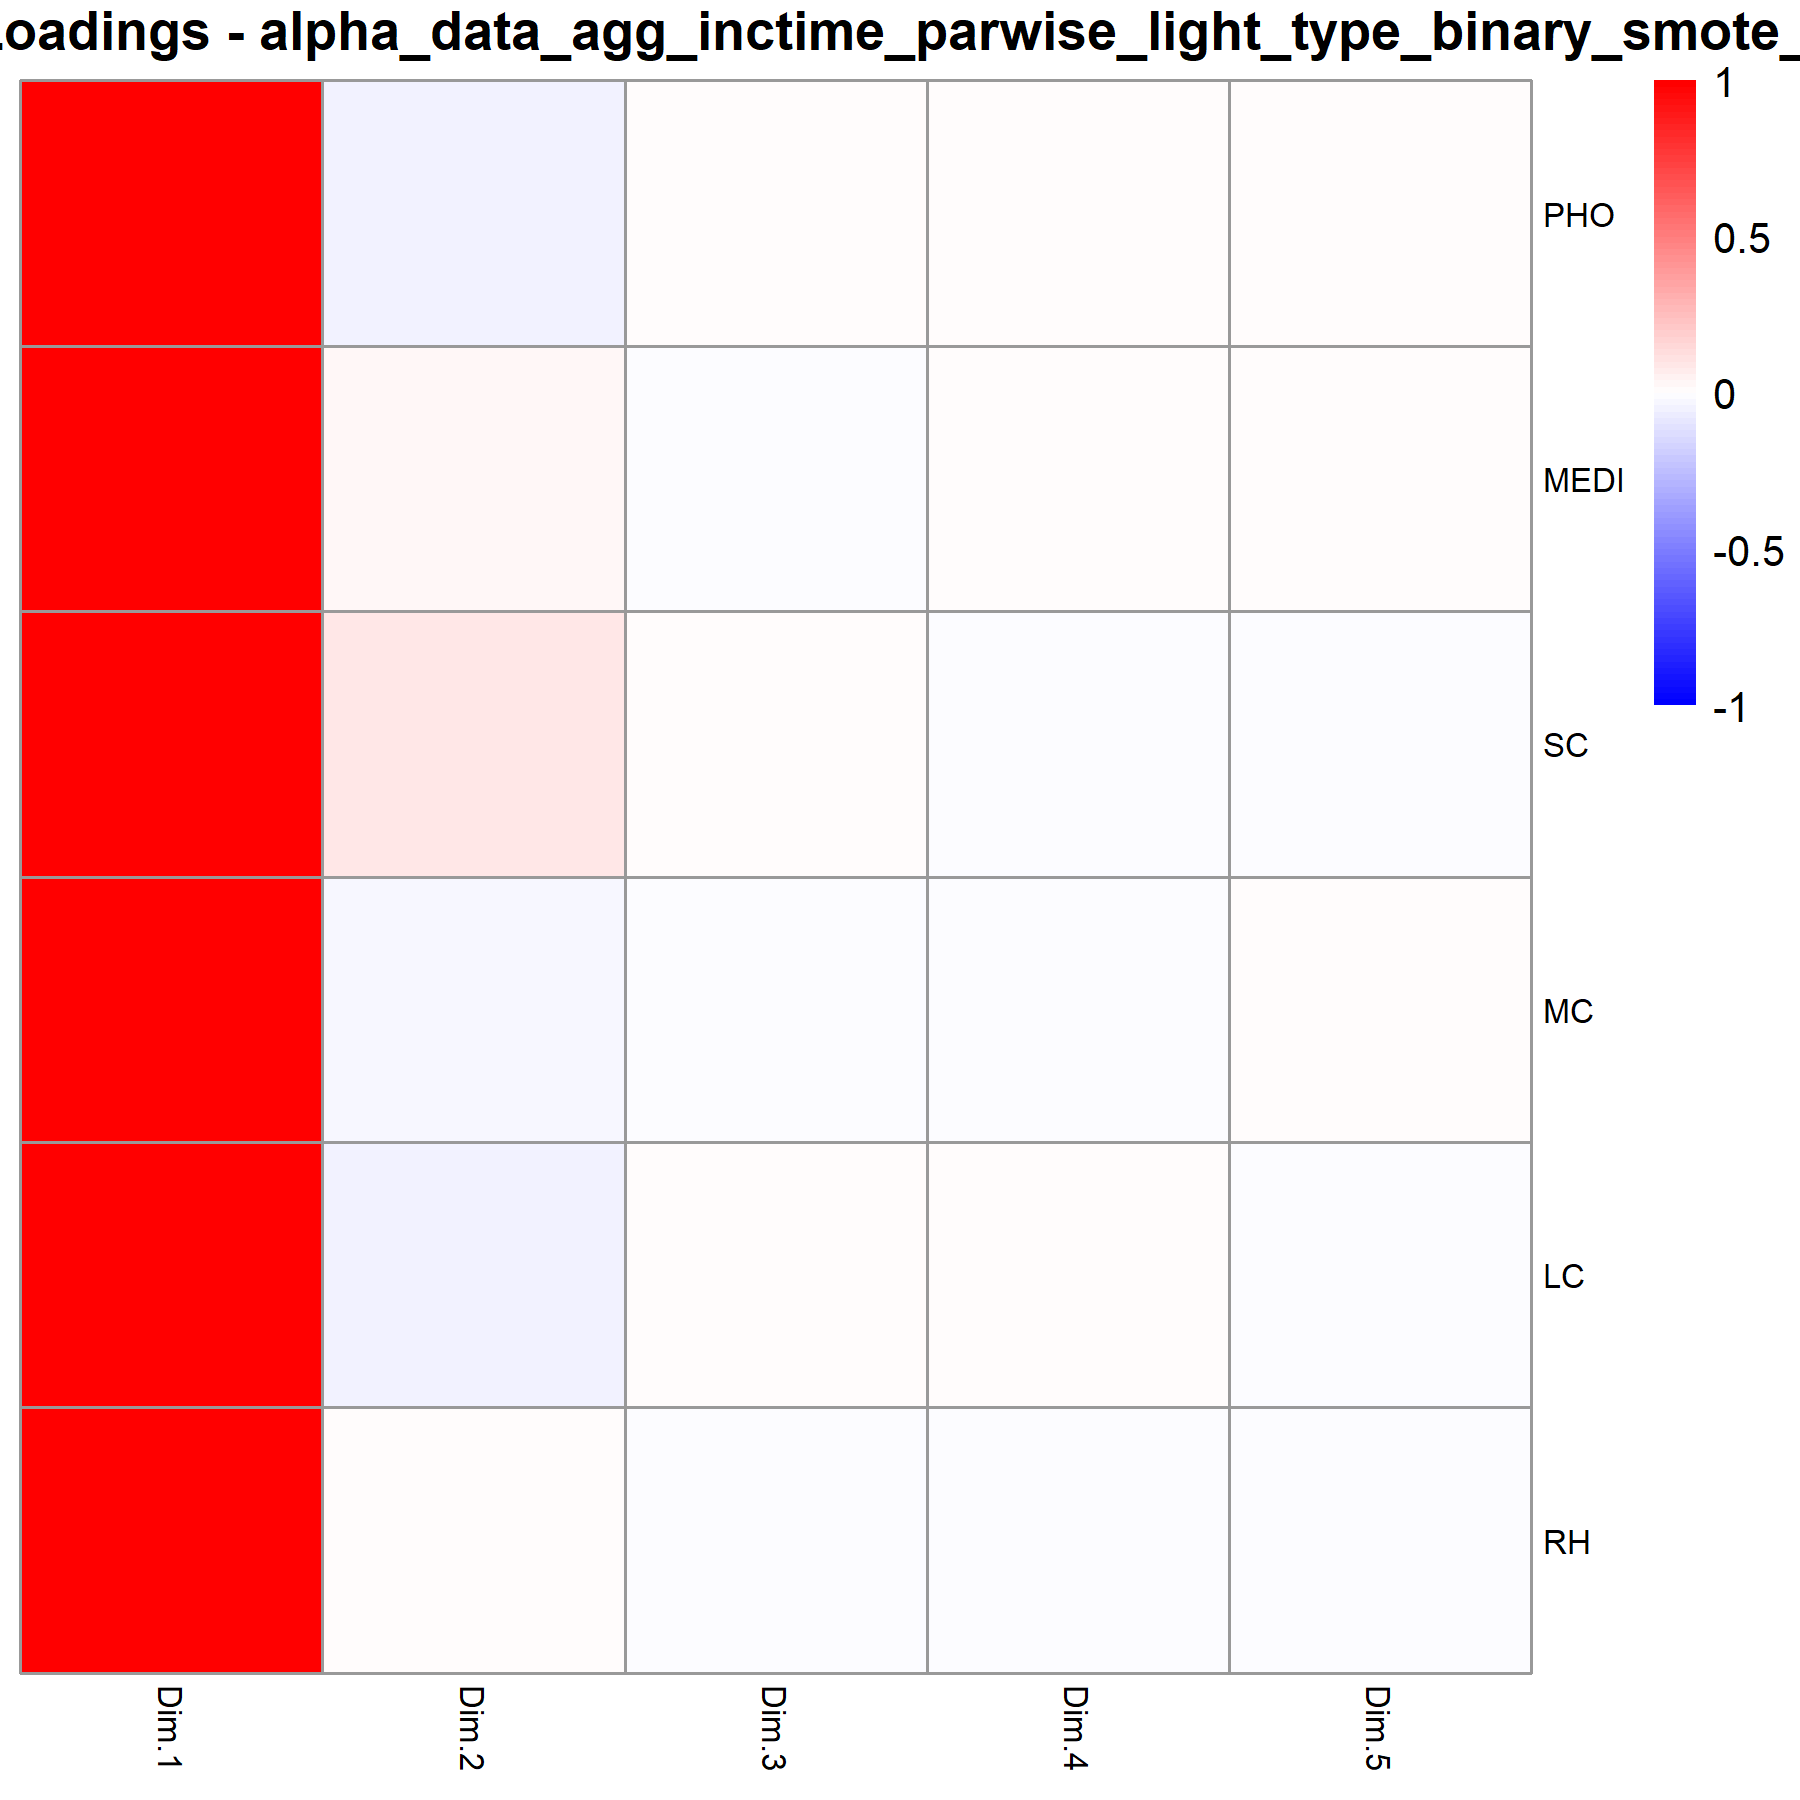 oadings - alpha_data_agg_inctime_parwise_light_type_binary_smote_
1
0.5
0
-0.5
-1
PHO
MEDI
SC
MC
LC
RH
Dim.1
Dim.2
Dim.3
Dim.4
Dim.5